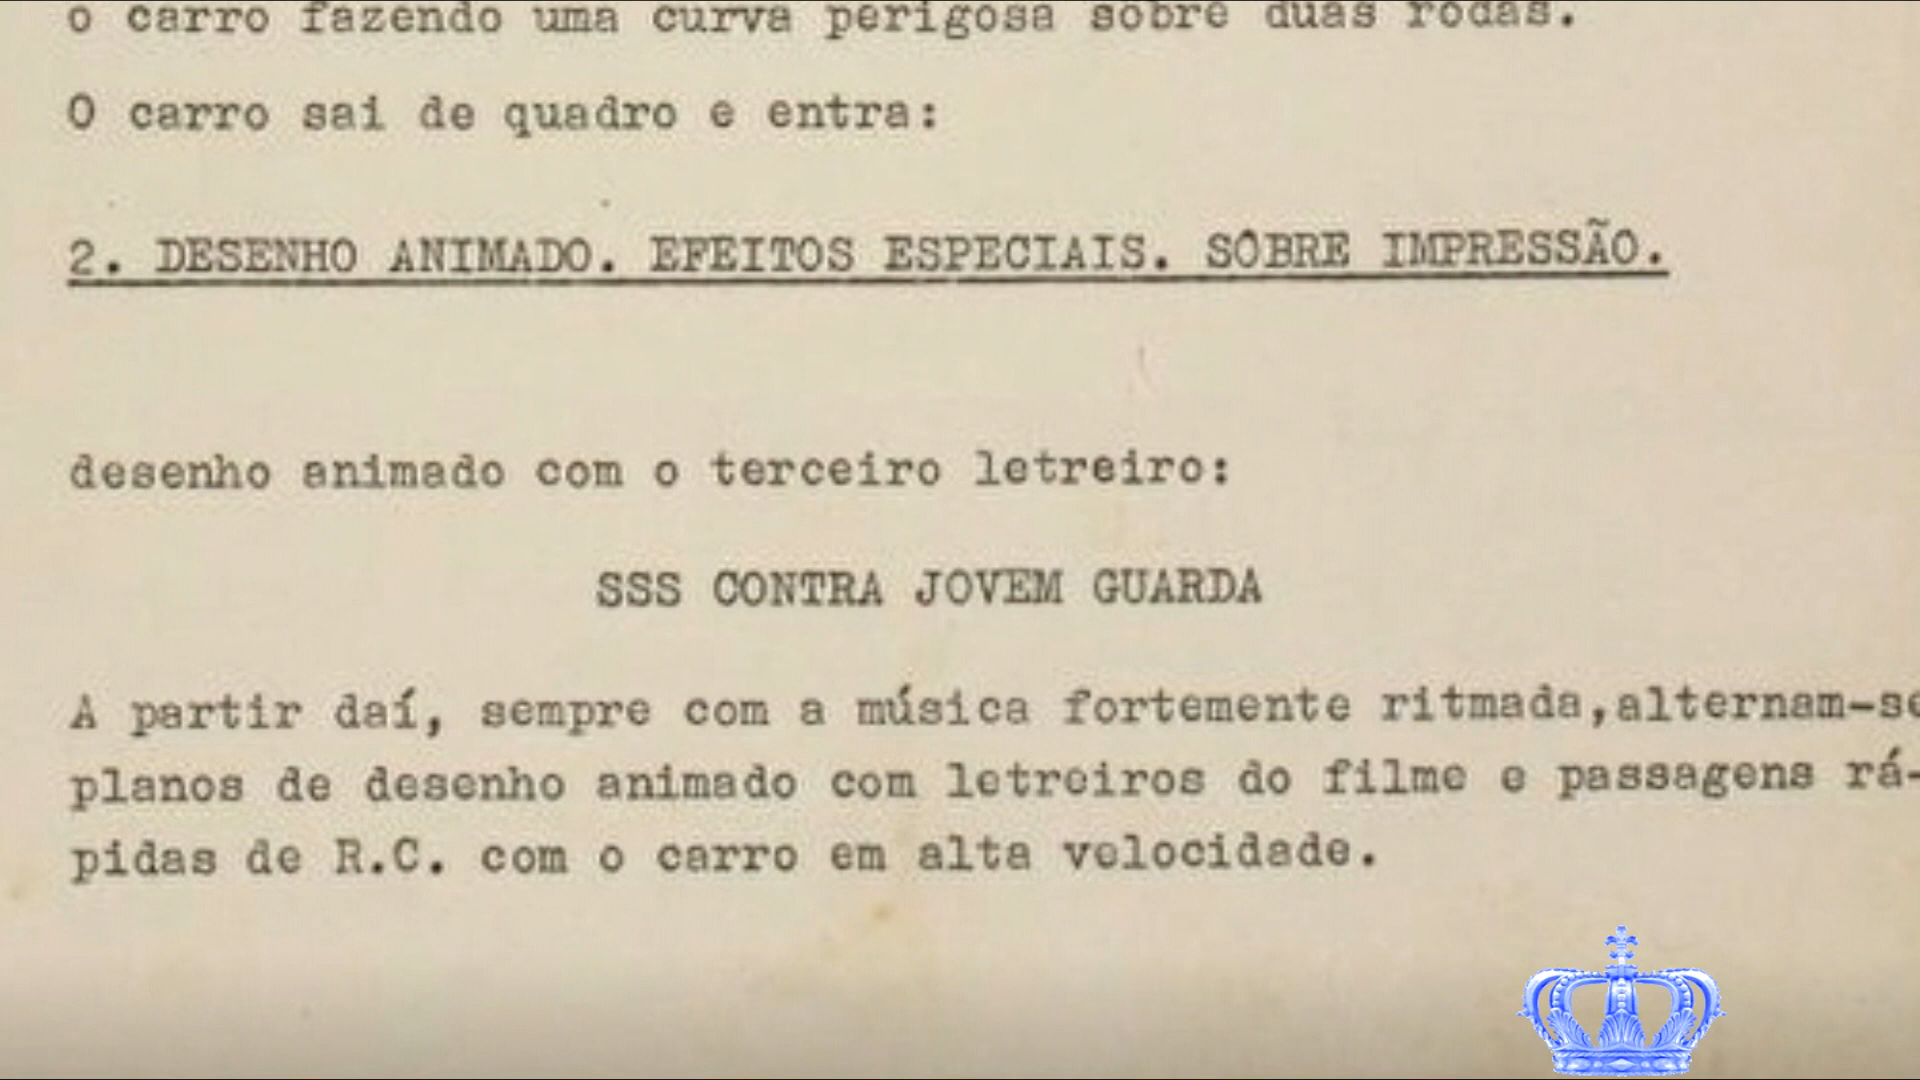 o carro fazendo uma curva perigosa sobre duas rodas.
O carro sai de quadro e entra:
2. DESENHO ANIMADO. EFEITOS ESPECIAIS. SÔBRE IMPRESSÃO.
desenho animado com o terceiro letreiro:
SSS CONTRA JOVEM GUARDA
A partir daí, sempre com a música fortemente ritmada,alternam-se
planos de desenho animado com letreiros do filme e passagens rá-
pidas de R.C. com o carro em alta velocidade.